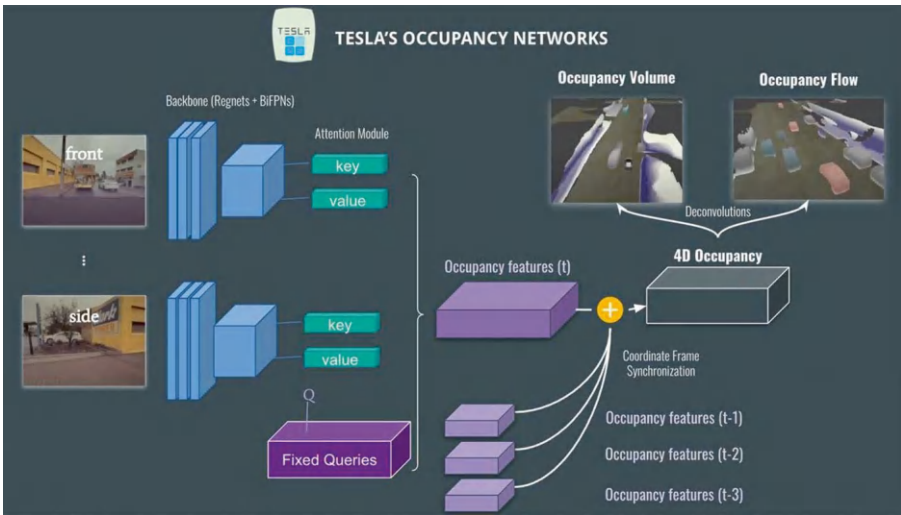 TESLA
TESLA'S OCCUPANCY NETWORKS
Occupancy Volume
Occupancy Flow
Backbone (Regnets + BiFPNs)
Attention Module
front
key
value
Deconvolutions
4D Occupancy
Occupancy features (t)
+
⋮
side
key
value
Coordinate Frame
Synchronization
Q
Fixed Queries
Occupancy features (t-1)
Occupancy features (t-2)
Occupancy features (t-3)